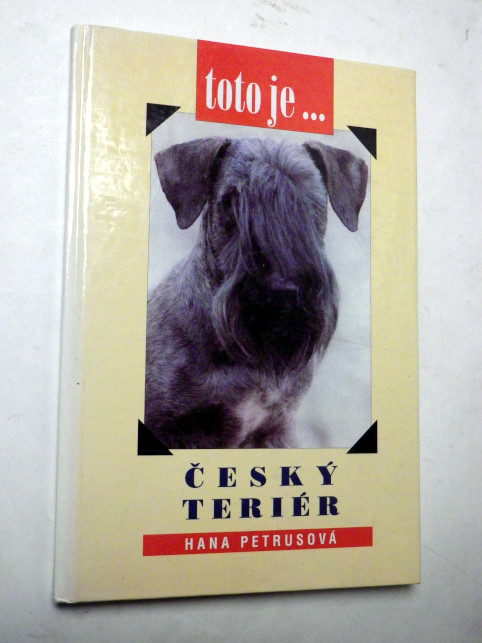 toto je ...
ČESKÝ
TERIÉR
HANA PETRUSOVÁ